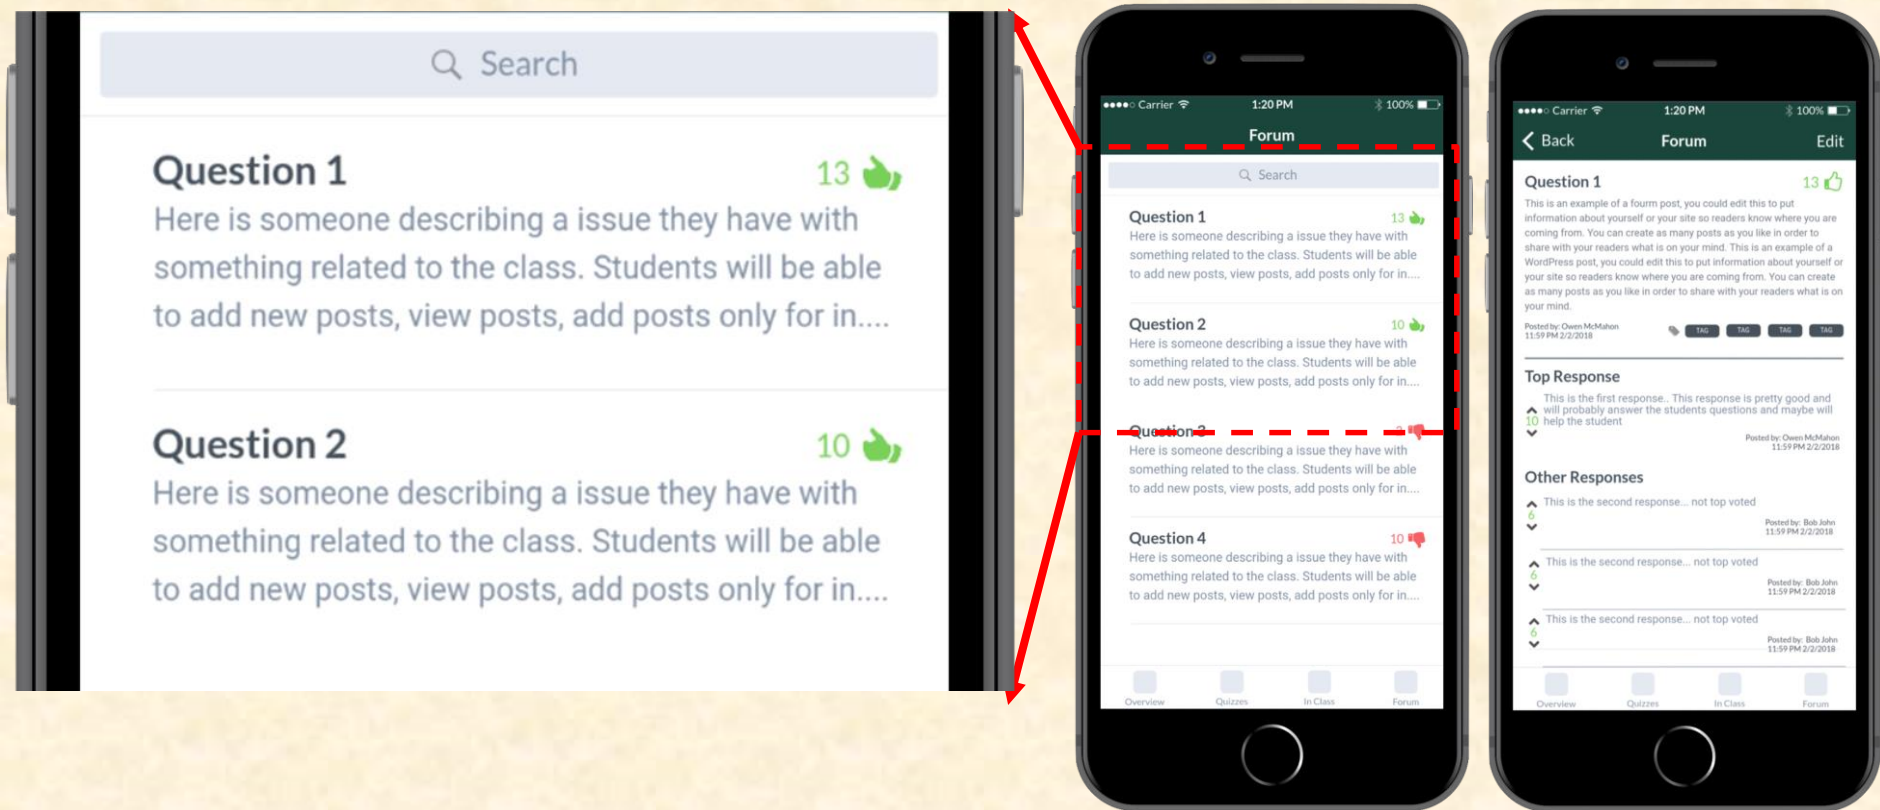 Search
Question 1
13
Here is someone describing a issue they have with
something related to the class. Students will be able
to add new posts, view posts, add posts only for in....
Question 2
10
Here is someone describing a issue they have with
something related to the class. Students will be able
to add new posts, view posts, add posts only for in....
Carrier 1:20 PM 100%
Forum
Search
Question 1 13
Here is someone describing a issue they have with
something related to the class. Students will be able
to add new posts, view posts, add posts only for in....
Question 2 10
Here is someone describing a issue they have with
something related to the class. Students will be able
to add new posts, view posts, add posts only for in....
Question 3
Here is someone describing a issue they have with
something related to the class. Students will be able
to add new posts, view posts, add posts only for in....
Question 4 10
Here is someone describing a issue they have with
something related to the class. Students will be able
to add new posts, view posts, add posts only for in....
Overview Quizzes In Class Forum
Carrier 1:20 PM 100%
Back Forum Edit
Question 1 13
This is an example of a fourm post, you could edit this to put
information about yourself or your site so readers know where you are
coming from. You can create as many posts as you like in order to
share with your readers what is on your mind. This is an example of a
WordPress post, you could edit this to put information about yourself or
your site so readers know where you are coming from. You can create
as many posts as you like in order to share with your readers what is on
your mind.
Posted by: Owen McMahon
11:59 PM 2/2/2018
TAG TAG TAG TAG
Top Response
This is the first response.. This response is pretty good and
will probably answer the students questions and maybe will
10 help the student
Posted by: Owen McMahon
11:59 PM 2/2/2018
Other Responses
This is the second response... not top voted
6
Posted by: Bob John
11:59 PM 2/2/2018
This is the second response... not top voted
6
Posted by: Bob John
11:59 PM 2/2/2018
This is the second response... not top voted
6
Posted by: Bob John
11:59 PM 2/2/2018
Overview Quizzes In Class Forum